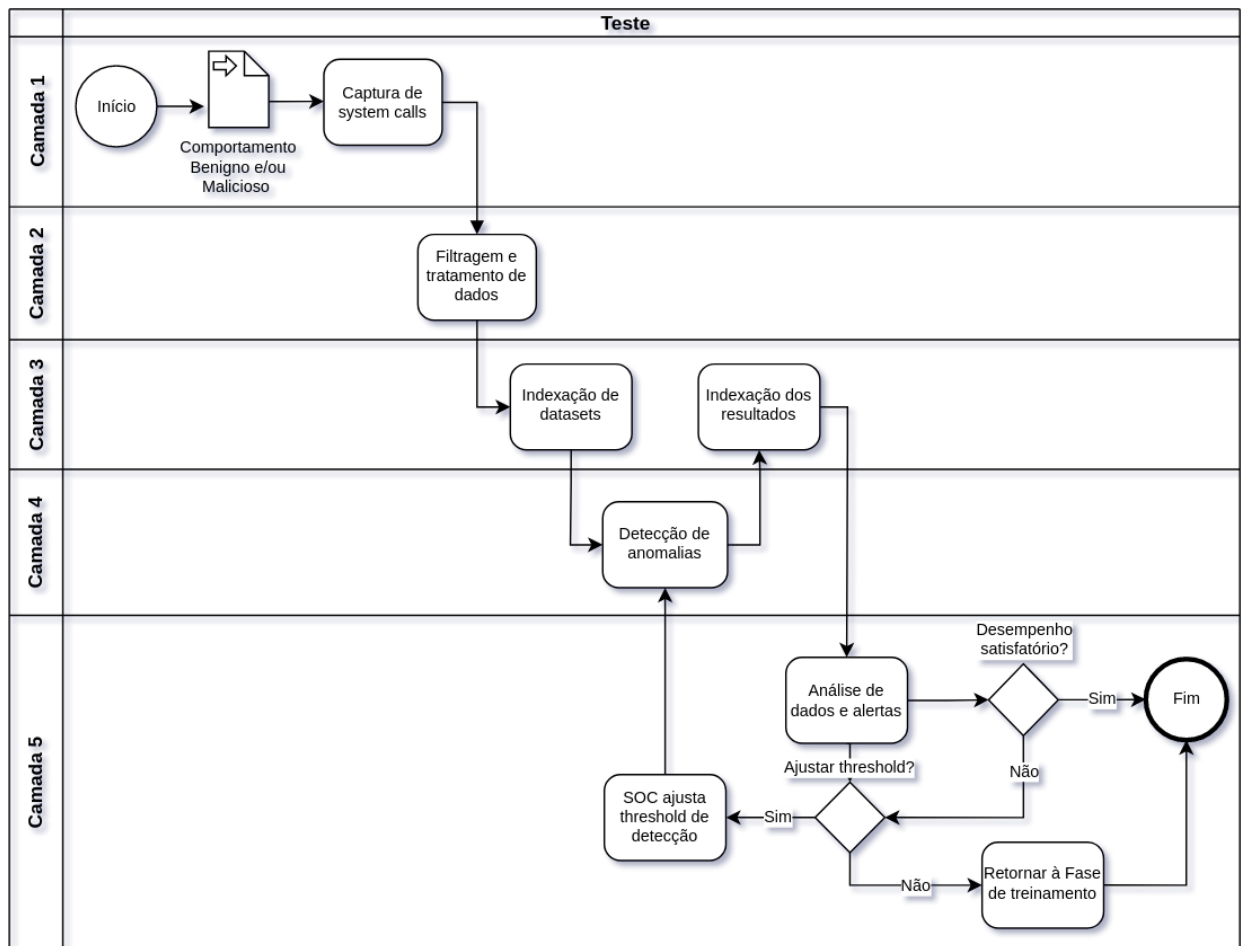 Teste
Camada 1
Início
Comportamento
Benigno e/ou
Malicioso
Captura de
system calls
Camada 2
Filtragem e
tratamento de
dados
Camada 3
Indexação de
datasets
Indexação dos
resultados
Camada 4
Detecção de
anomalias
Camada 5
Desempenho
satisfatório?
Análise de
dados e alertas
Sim
Fim
Ajustar threshold?
Não
SOC ajusta
threshold de
detecção
Sim
Não
Retornar à Fase
de treinamento